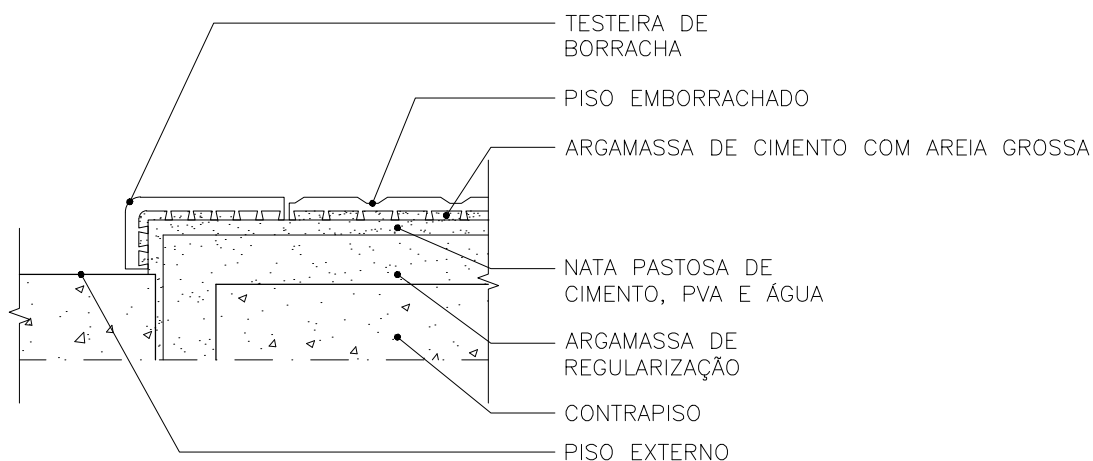 TESTEIRA DE
BORRACHA
PISO EMBORRACHADO
ARGAMASSA DE CIMENTO COM AREIA GROSSA
NATA PASTOSA DE
CIMENTO, PVA E ÁGUA
ARGAMASSA DE
REGULARIZAÇÃO
CONTRAPISO
PISO EXTERNO